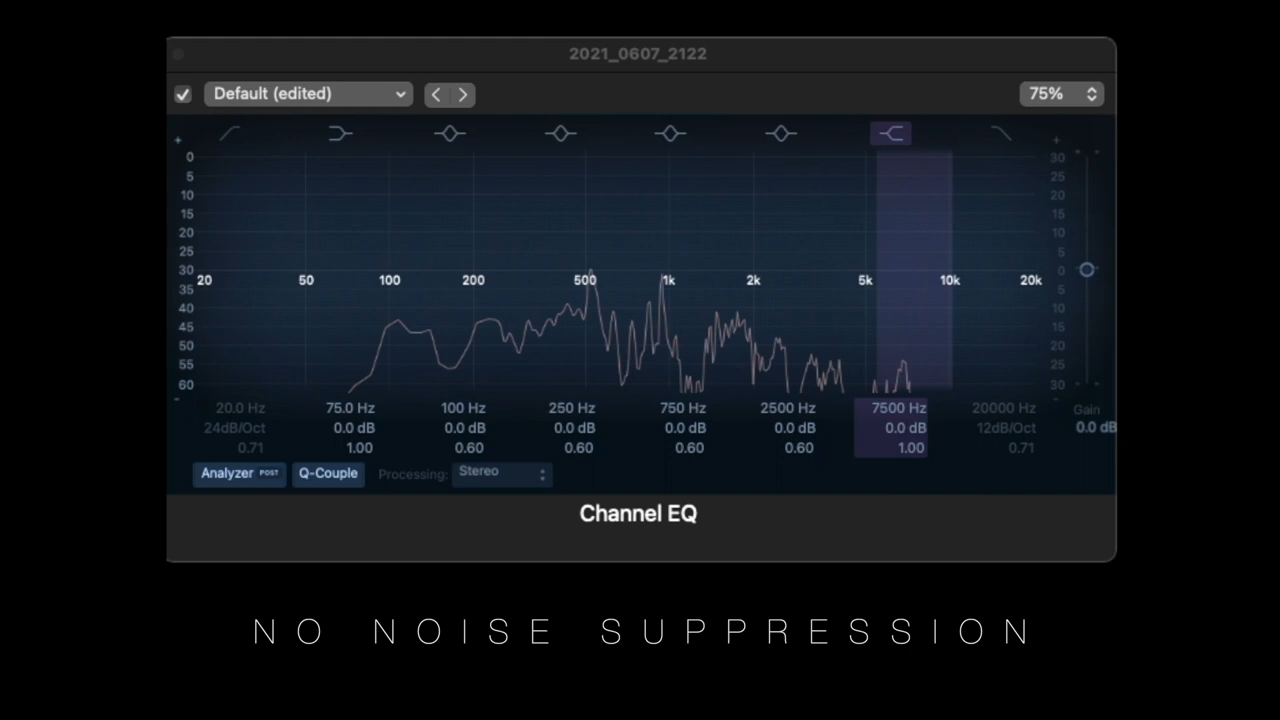 2021_0607_2122
Default (edited)
75%
+ +
0 30
5 25
10 20
15 15
20 10
25 5
30 0
20 50 100 200 500 1k 2k 5k 10k 20k
35 5
40 10
45 15
50 20
55 25
60 30
- -
20.0 Hz 75.0 Hz 100 Hz 250 Hz 750 Hz 2500 Hz 7500 Hz 20000 Hz Gain
24dB/Oct 0.0 dB 0.0 dB 0.0 dB 0.0 dB 0.0 dB 0.0 dB 12dB/Oct 0.0 dB
0.71 1.00 0.60 0.60 0.60 0.60 1.00 0.71
Analyzer POST Q-Couple Processing: Stereo
Channel EQ
NO NOISE SUPPRESSION